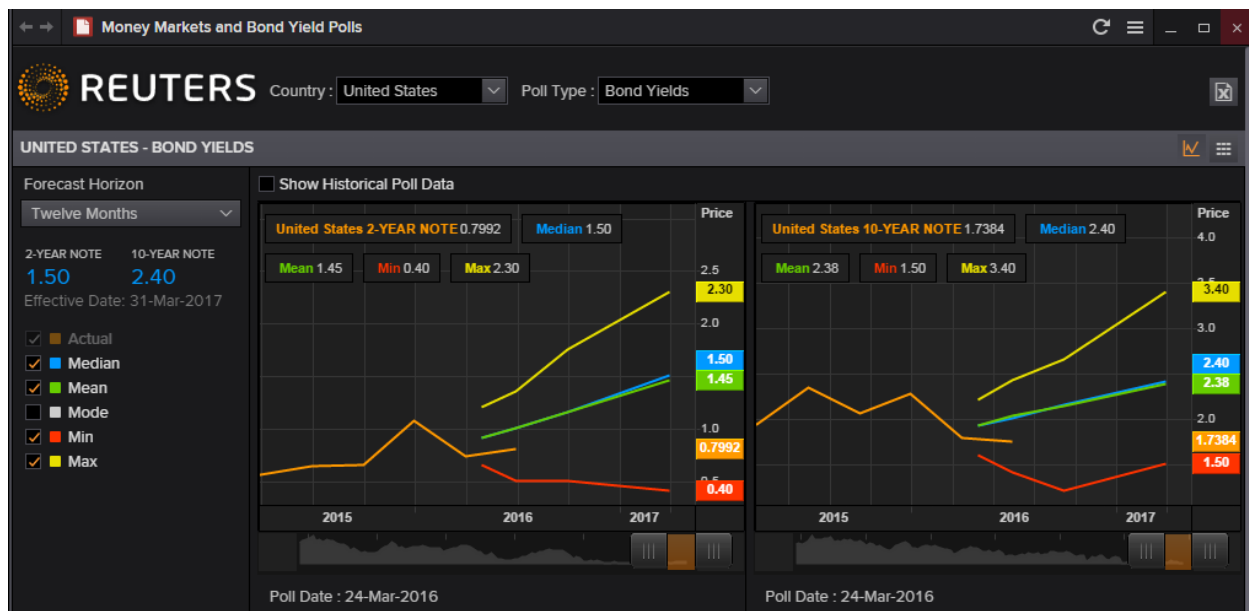 Money Markets and Bond Yield Polls
REUTERS Country : United States Poll Type : Bond Yields
UNITED STATES - BOND YIELDS
Forecast Horizon
Twelve Months
2-YEAR NOTE 10-YEAR NOTE
1.50 2.40
Effective Date: 31-Mar-2017
Actual
Median
Mean
Mode
Min
Max
Show Historical Poll Data
United States 2-YEAR NOTE 0.7992 Median 1.50
Mean 1.45 Min 0.40 Max 2.30
Price
2.5
2.30
2.0
1.50
1.45
1.0
0.7992
0.40
2015 2016 2017
Poll Date : 24-Mar-2016
United States 10-YEAR NOTE 1.7384 Median 2.40
Mean 2.38 Min 1.50 Max 3.40
Price
4.0
3.40
3.0
2.40
2.38
2.0
1.7384
1.50
2015 2016 2017
Poll Date : 24-Mar-2016